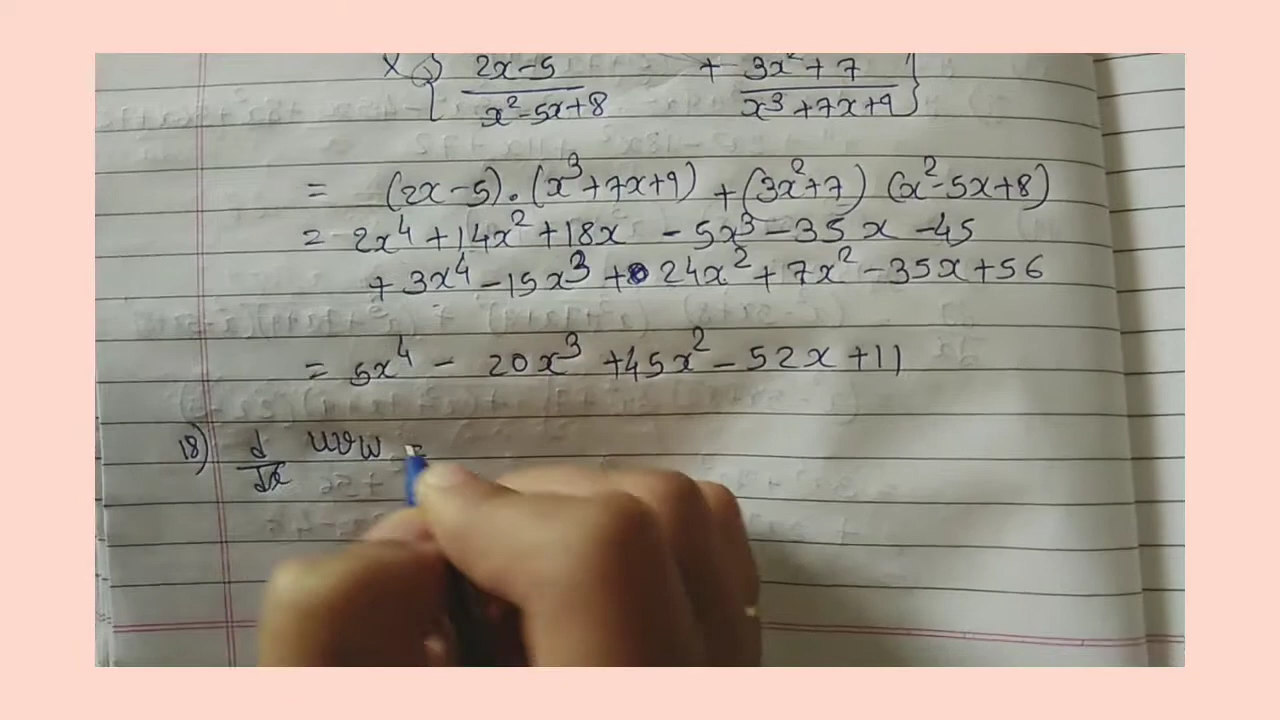 x { 2x-5 / x²-5x+8 + 3x²+7 / x³+7x+9 }
= (2x-5).(x³+7x+9) + (3x²+7) (x²-5x+8)
= 2x⁴+14x²+18x - 5x³-35x -45
+ 3x⁴-15x³+ 24x²+7x²-35x+56
= 5x⁴ - 20x³ +45x² -52x +11
18) d/dx uvw =